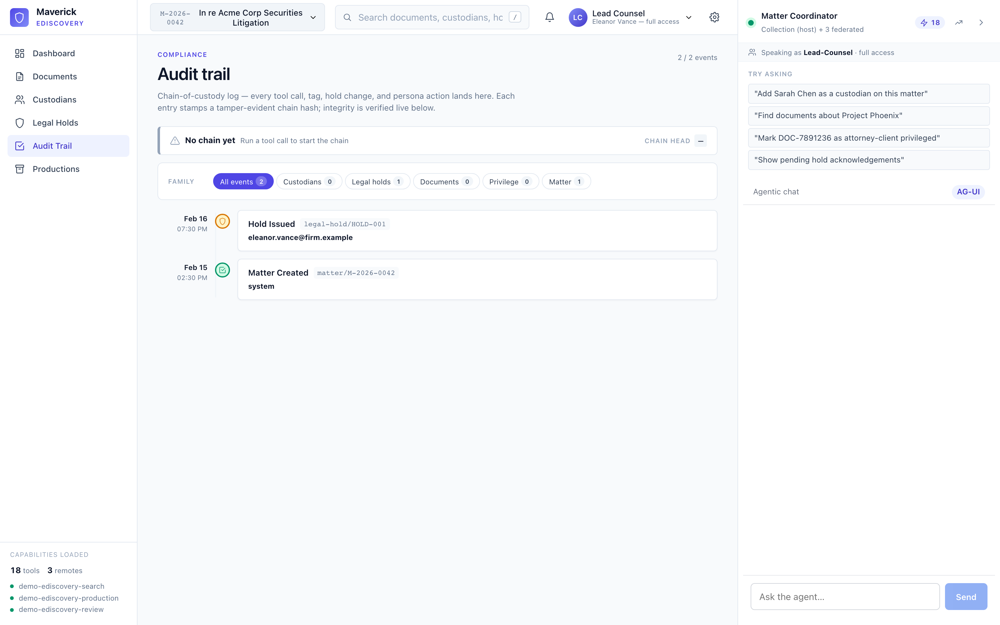 Maverick
EDISCOVERY
Dashboard
Documents
Custodians
Legal Holds
Audit Trail
Productions
CAPABILITIES LOADED
18 tools 3 remotes
demo-ediscovery-search
demo-ediscovery-production
demo-ediscovery-review
M-2026-
0042
In re Acme Corp Securities
Litigation
Search documents, custodians, hc
/
LC
Lead Counsel
Eleanor Vance — full access
COMPLIANCE
2 / 2 events
Audit trail
Chain-of-custody log — every tool call, tag, hold change, and persona action lands here. Each
entry stamps a tamper-evident chain hash; integrity is verified live below.
No chain yet Run a tool call to start the chain
CHAIN HEAD —
FAMILY
All events 2
Custodians 0
Legal holds 1
Documents 0
Privilege 0
Matter 1
Feb 16
07:30 PM
Hold Issued legal-hold/HOLD-001
eleanor.vance@firm.example
Feb 15
02:30 PM
Matter Created matter/M-2026-0042
system
Matter Coordinator
Collection (host) + 3 federated
18
Speaking as Lead-Counsel · full access
TRY ASKING
"Add Sarah Chen as a custodian on this matter"
"Find documents about Project Phoenix"
"Mark DOC-7891236 as attorney-client privileged"
"Show pending hold acknowledgements"
Agentic chat
AG-UI
Ask the agent...
Send